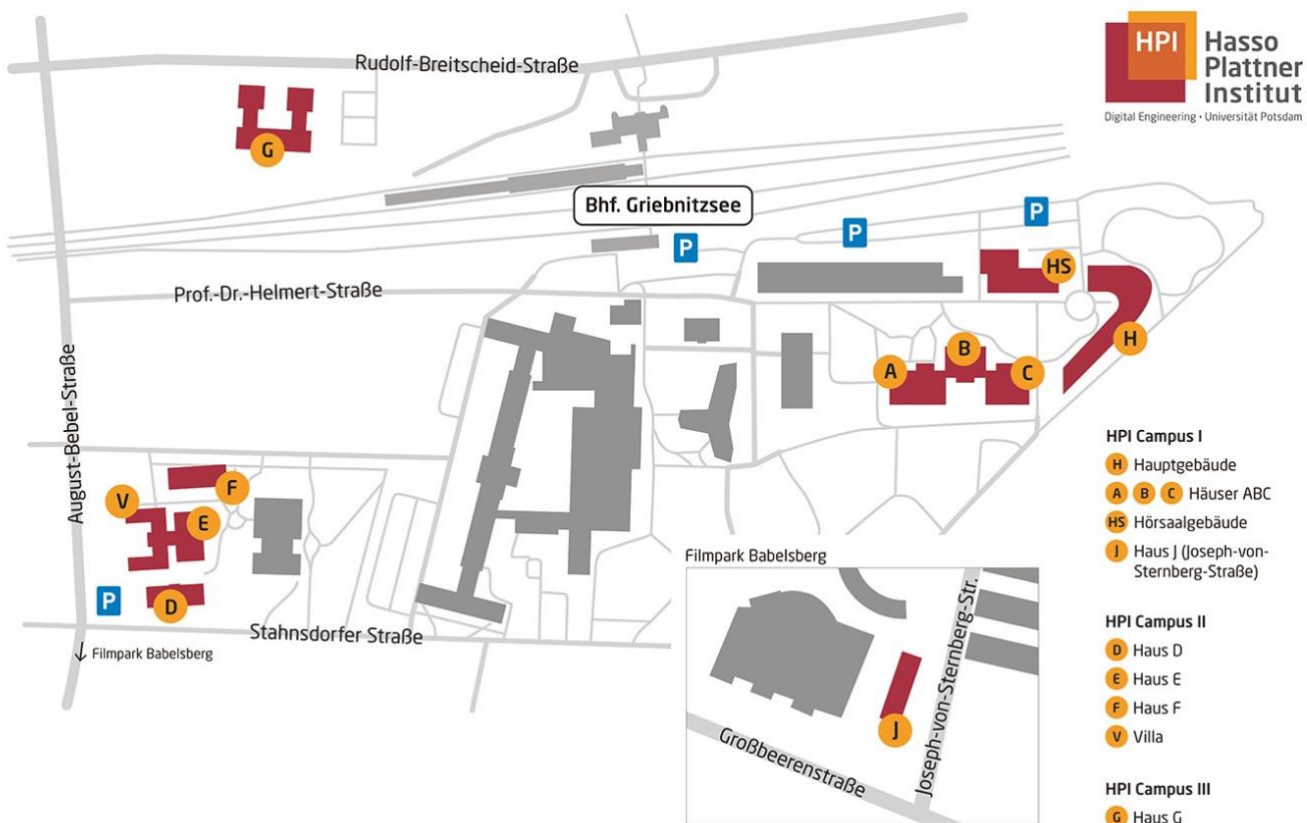 HPI
Hasso
Plattner
Institut
Digital Engineering • Universität Potsdam
Rudolf-Breitscheid-Straße
G
Bhf. Griebnitzsee
P
P
P
HS
Prof.-Dr.-Helmert-Straße
H
A
B
C
August-Bebel-Straße
V
F
E
D
P
Stahnsdorfer Straße
↓ Filmpark Babelsberg
Filmpark Babelsberg
Joseph-von-Sternberg-Str.
J
Großbeerenstraße
HPI Campus I
H Hauptgebäude
A B C Häuser ABC
HS Hörsaalgebäude
J Haus J (Joseph-von-
Sternberg-Straße)
HPI Campus II
D Haus D
E Haus E
F Haus F
V Villa
HPI Campus III
G Haus G